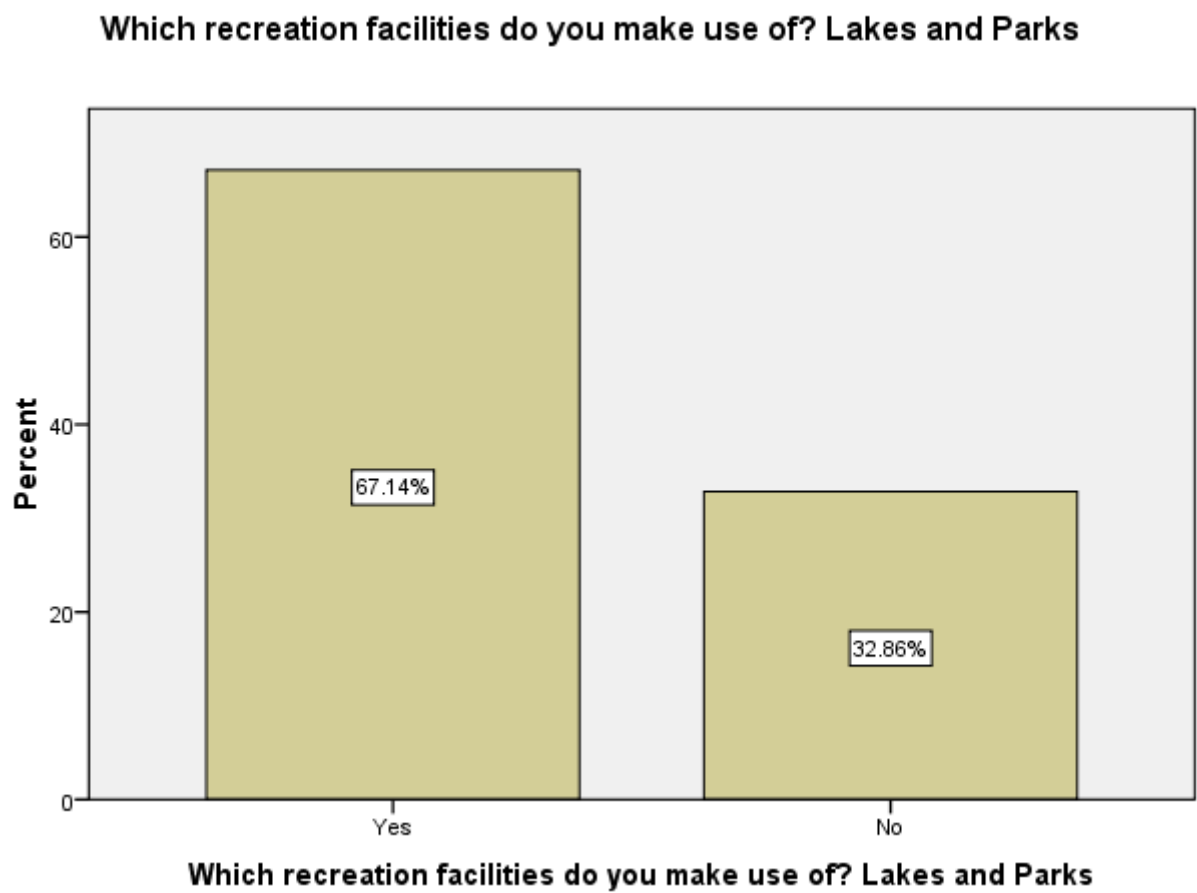 Which recreation facilities do you make use of? Lakes and Parks
Percent
60
40
20
0
67.14%
32.86%
Yes
No
Which recreation facilities do you make use of? Lakes and Parks